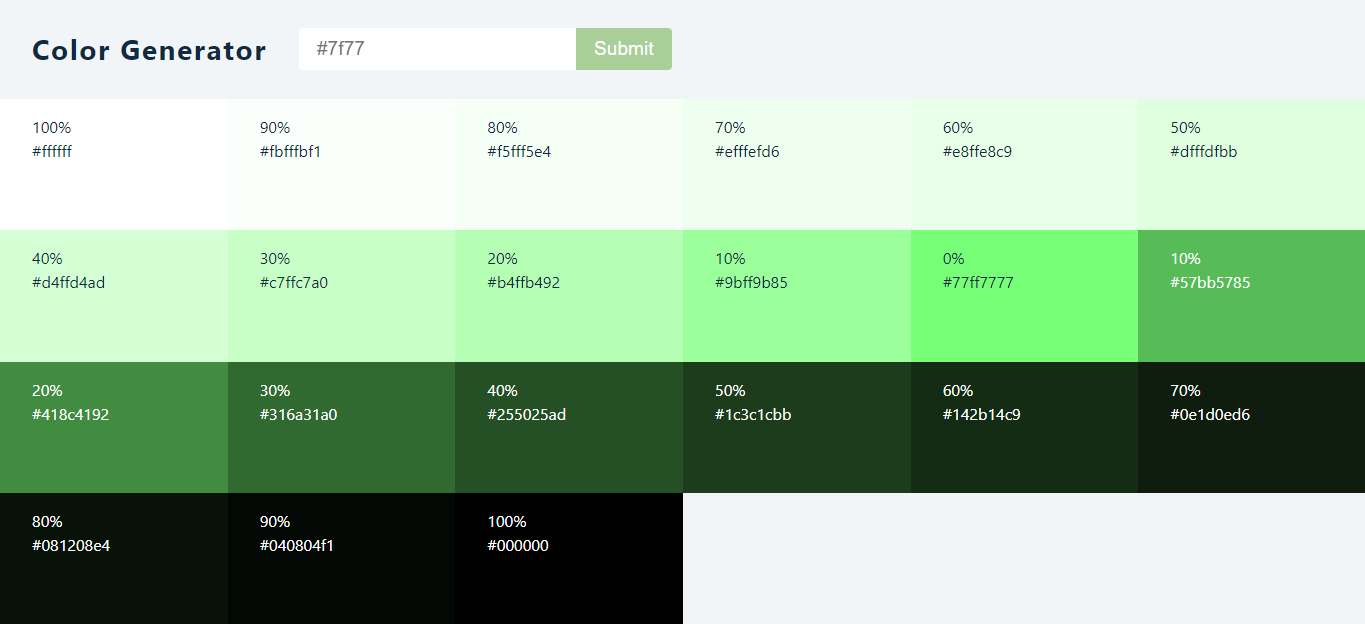 Color Generator
#7f77
Submit
100%
#ffffff
90%
#fbfffbf1
80%
#f5fff5e4
70%
#efffefd6
60%
#e8ffe8c9
50%
#dfffdfbb
40%
#d4ffd4ad
30%
#c7ffc7a0
20%
#b4ffb492
10%
#9bff9b85
0%
#77ff7777
10%
#57bb5785
20%
#418c4192
30%
#316a31a0
40%
#255025ad
50%
#1c3c1cbb
60%
#142b14c9
70%
#0e1d0ed6
80%
#081208e4
90%
#040804f1
100%
#000000